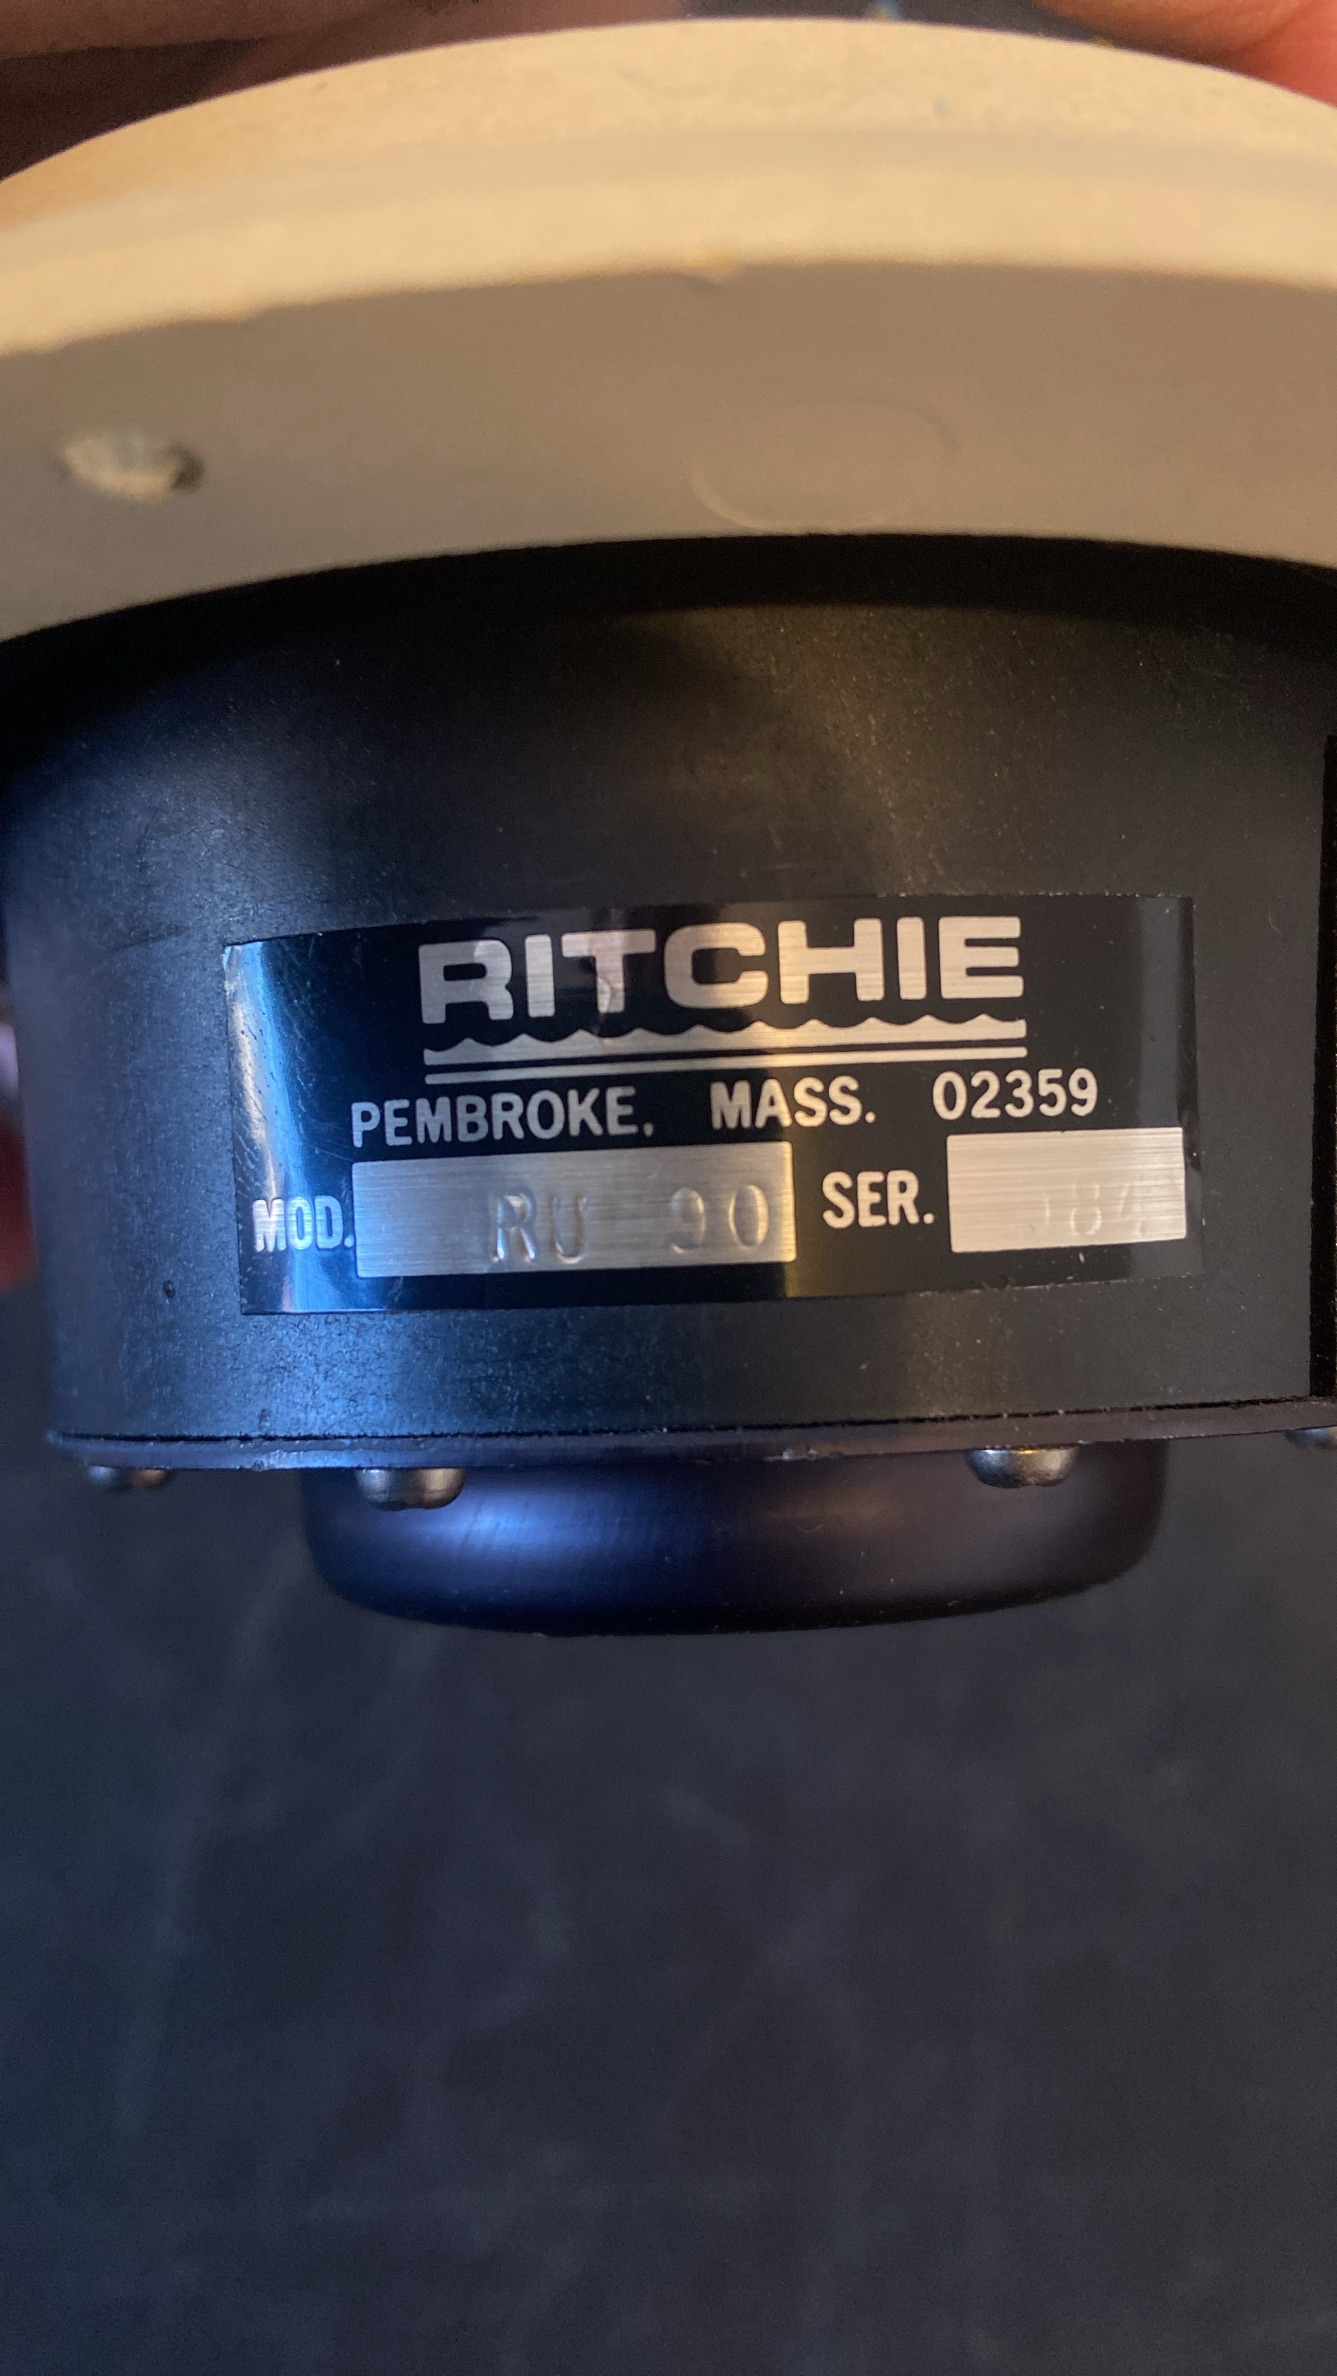 RITCHIE
PEMBROKE, MASS. 02359
MOD. RU 90 SER.